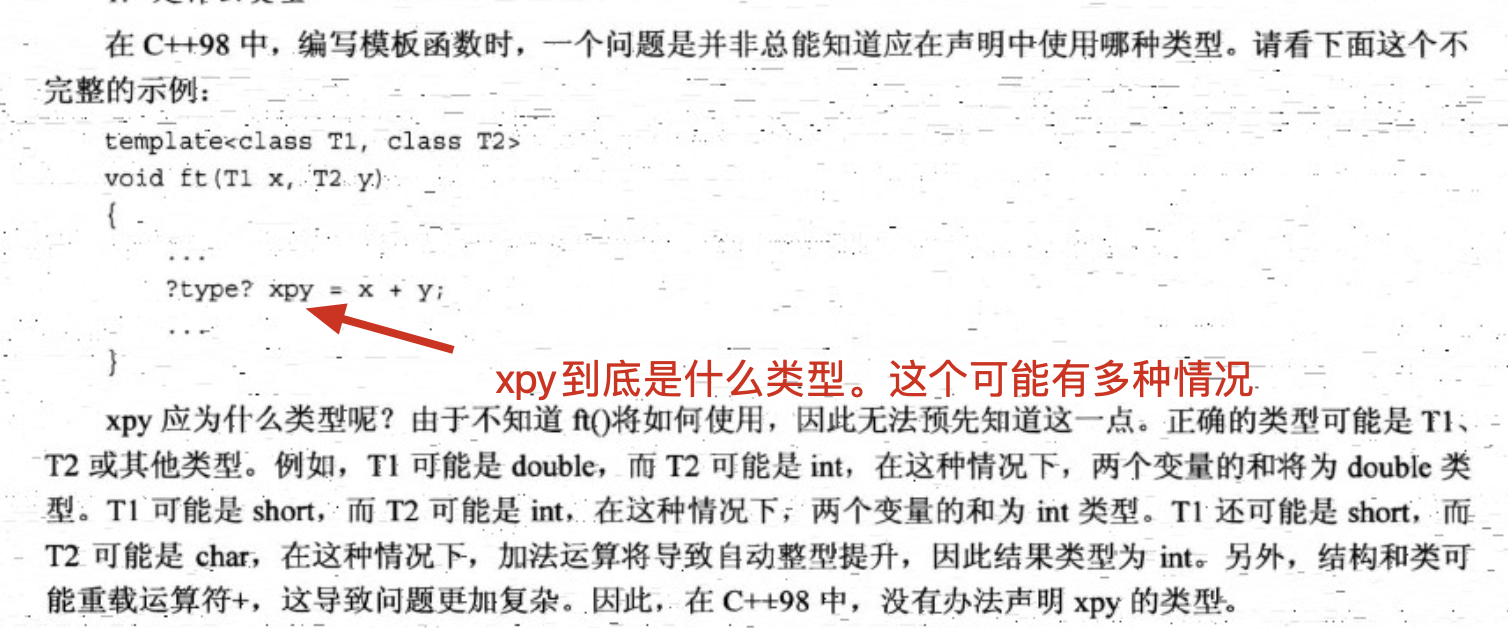 在 C++98 中，编写模板函数时，一个问题是并非总能知道应在声明中使用哪种类型。请看下面这个不
完整的示例：
template<class T1, class T2>
void ft(T1 x, T2 y)
{
...
?type? xpy = x + y;
...
}
xpy到底是什么类型。这个可能有多种情况
xpy 应为什么类型呢？由于不知道 ft()将如何使用，因此无法预先知道这一点。正确的类型可能是 T1、
T2 或其他类型。例如，T1 可能是 double，而 T2 可能是 int，在这种情况下，两个变量的和将为 double 类
型。T1 可能是 short，而 T2 可能是 int，在这种情况下，两个变量的和为 int 类型。T1 还可能是 short，而
T2 可能是 char，在这种情况下，加法运算将导致自动整型提升，因此结果类型为 int。另外，结构和类可
能重载运算符+，这导致问题更加复杂。因此，在 C++98 中，没有办法声明 xpy 的类型。